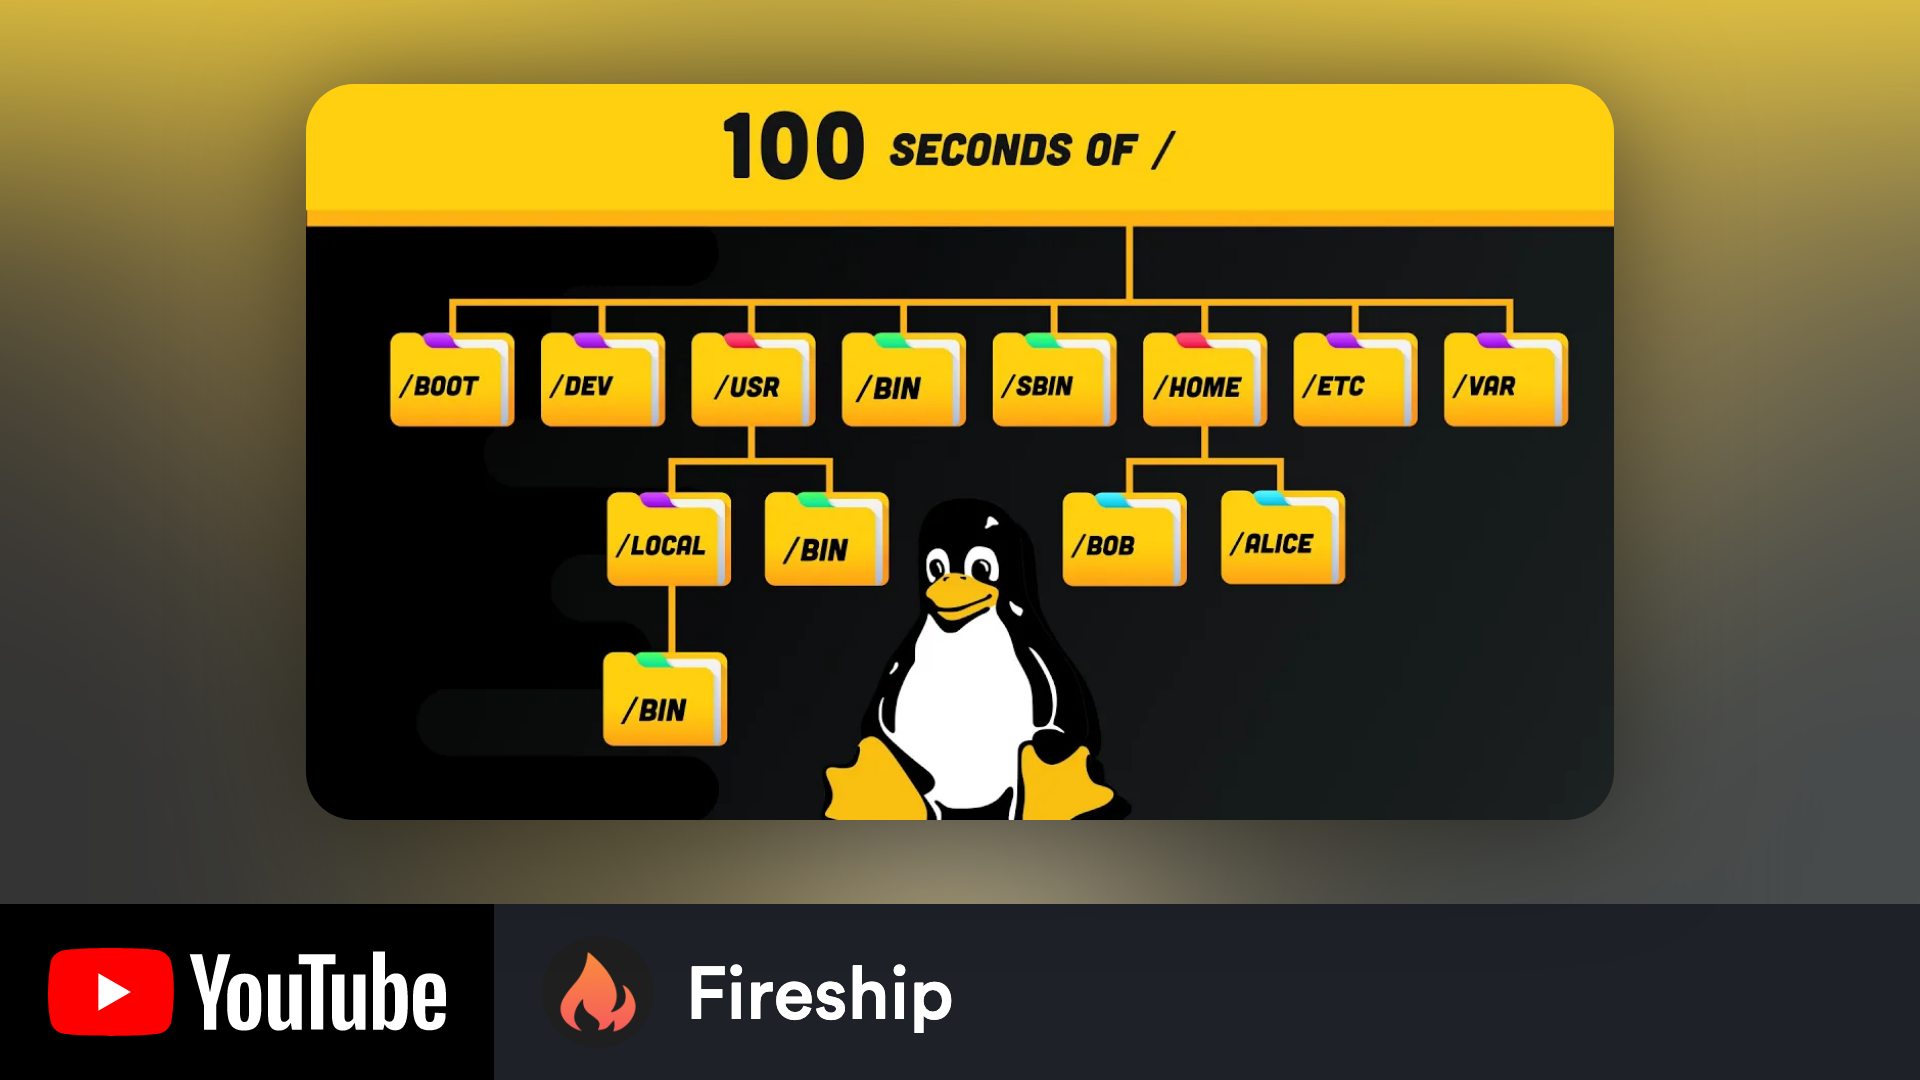 100 SECONDS OF /
/BOOT
/DEV
/USR
/BIN
/SBIN
/HOME
/ETC
/VAR
/LOCAL
/BIN
/BOB
/ALICE
/BIN
YouTube
Fireship